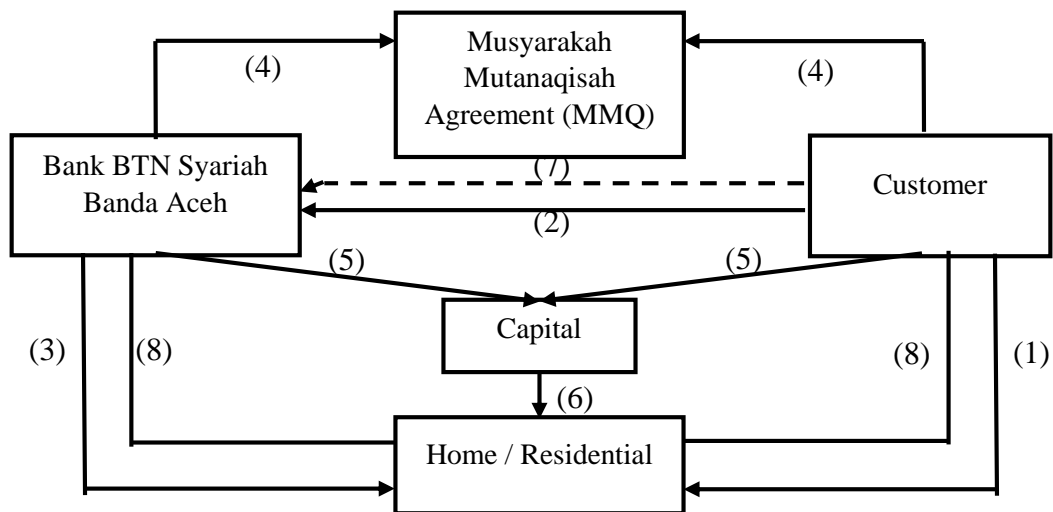 Musyarakah
Mutanaqisah
Agreement (MMQ)
(4)
(4)
Bank BTN Syariah
Banda Aceh
(7)
Customer
(2)
(5)
(5)
Capital
(3)
(8)
(8)
(1)
(6)
Home / Residential